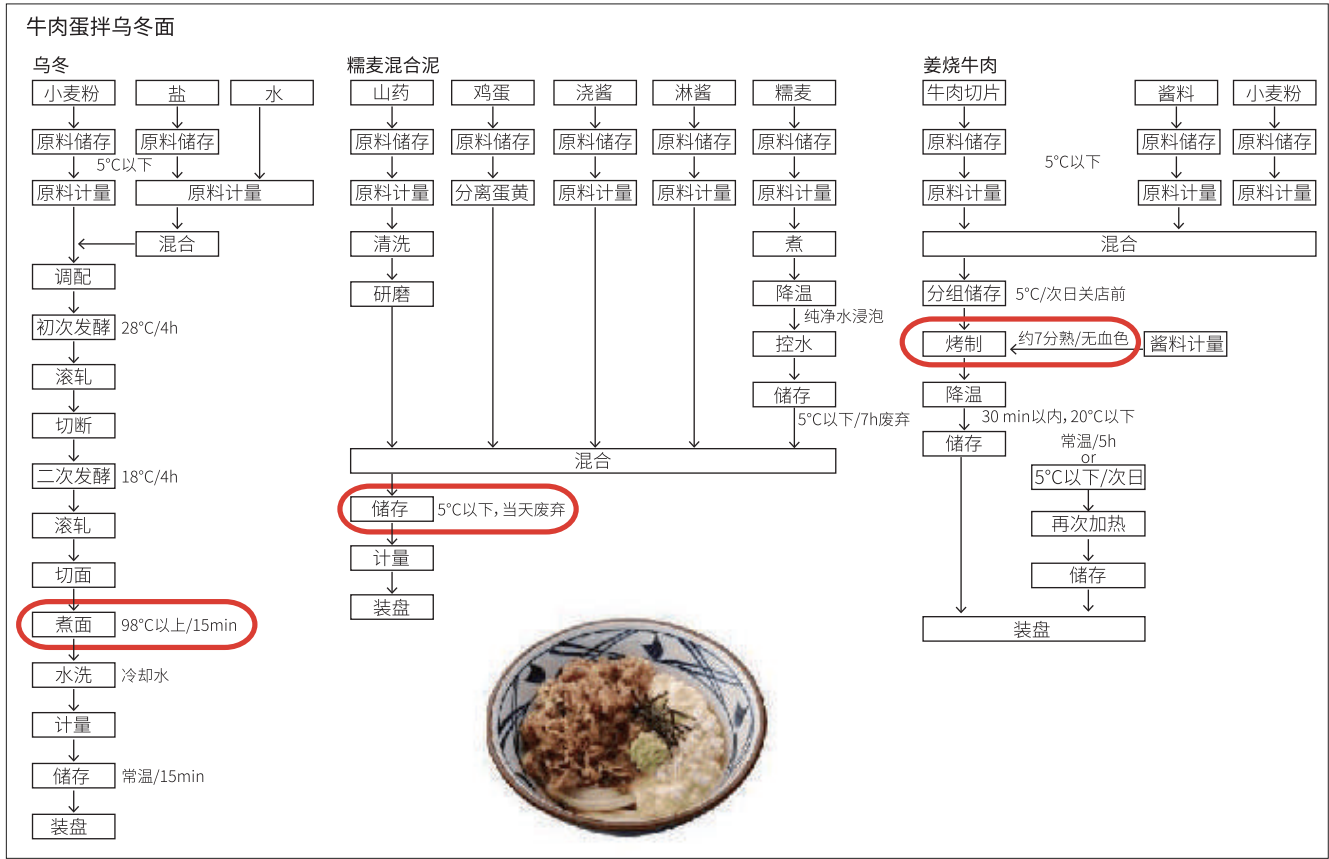 牛肉蛋拌乌冬面
乌冬
小麦粉
盐
水
原料储存
原料储存
5°C以下
原料计量
原料计量
混合
调配
初次发酵 28°C/4h
滚轧
切断
二次发酵 18°C/4h
滚轧
切面
煮面 98°C以上/15min
水洗 冷却水
计量
储存 常温/15min
装盘
糯麦混合泥
山药
鸡蛋
浇酱
淋酱
糯麦
原料储存
原料储存
原料储存
原料储存
原料储存
原料计量
分离蛋黄
原料计量
原料计量
原料计量
清洗
煮
研磨
降温
纯净水浸泡
控水
储存
5°C以下/7h废弃
混合
储存 5°C以下，当天废弃
计量
装盘
姜烧牛肉
牛肉切片
酱料
小麦粉
原料储存
5°C以下
原料储存
原料储存
原料计量
原料计量
原料计量
混合
分组储存 5°C/次日关店前
烤制 约7分熟/无血色 酱料计量
降温
30 min以内，20°C以下
储存
常温/5h
or
5°C以下/次日
再次加热
储存
装盘